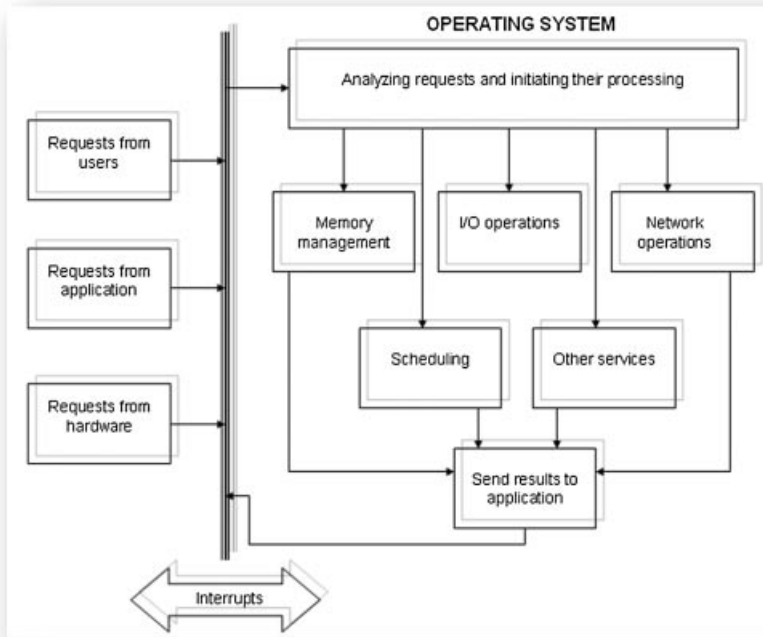 OPERATING SYSTEM
Analyzing requests and initiating their processing
Requests from
users
Memory
management
I/O operations
Network
operations
Requests from
application
Scheduling
Other services
Requests from
hardware
Send results to
application
Interrupts